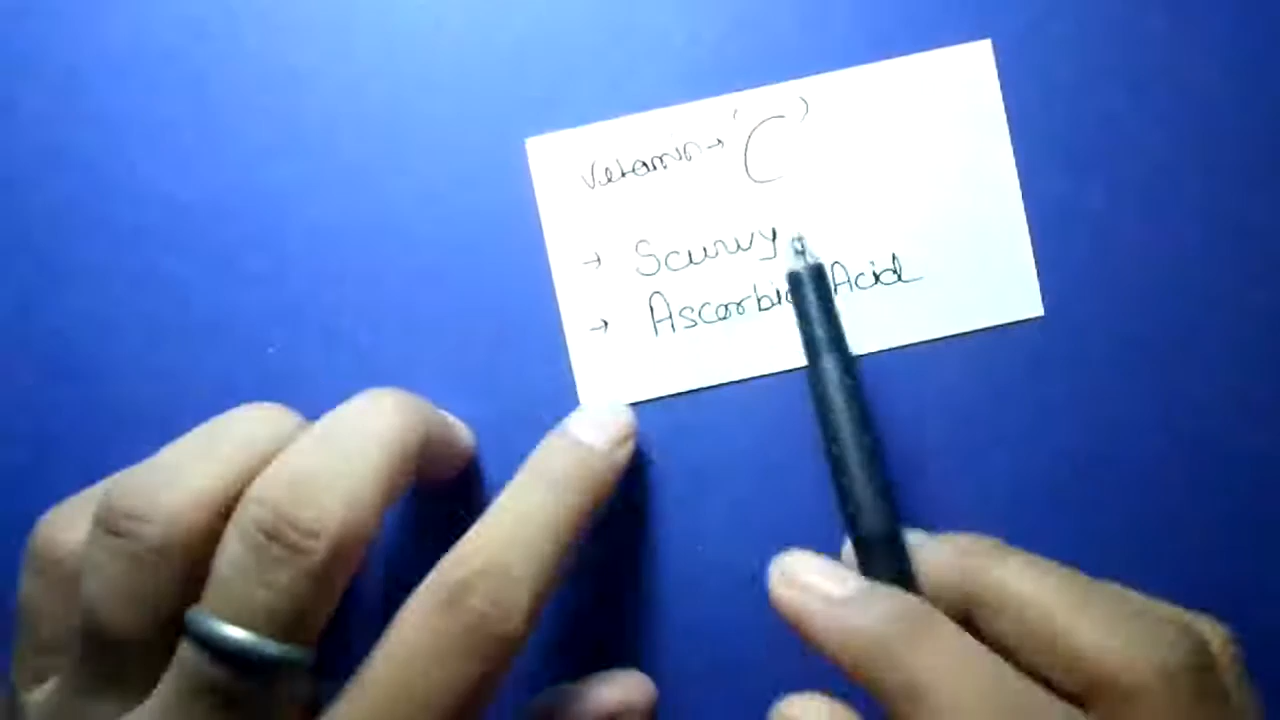 Vitamin → 'C'
→ Scurvy
→ Ascorbic Acid